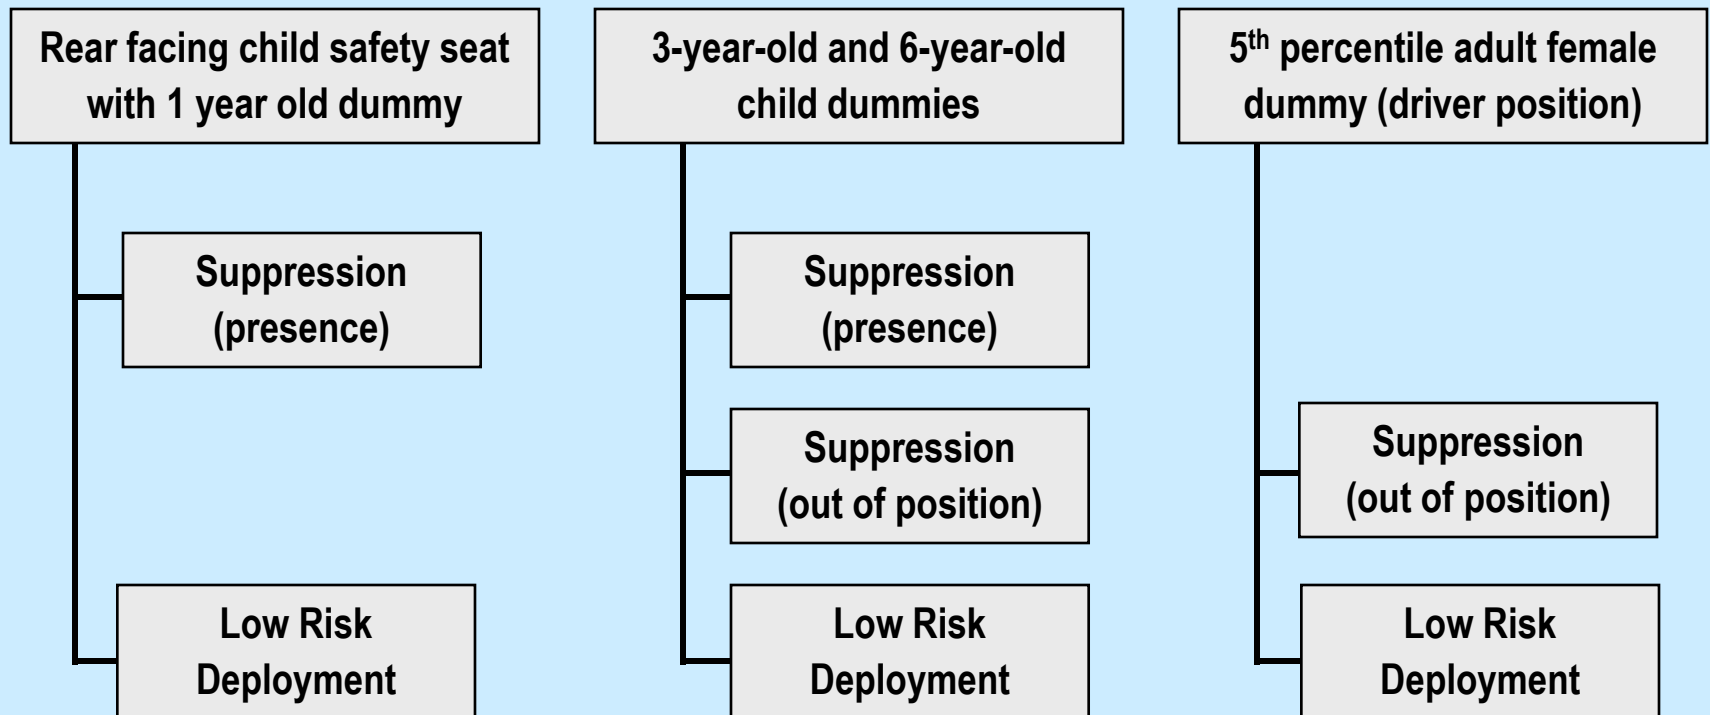 Rear facing child safety seat
with 1 year old dummy
Suppression
(presence)
Low Risk
Deployment
3-year-old and 6-year-old
child dummies
Suppression
(presence)
Suppression
(out of position)
Low Risk
Deployment
5th percentile adult female
dummy (driver position)
Suppression
(out of position)
Low Risk
Deployment